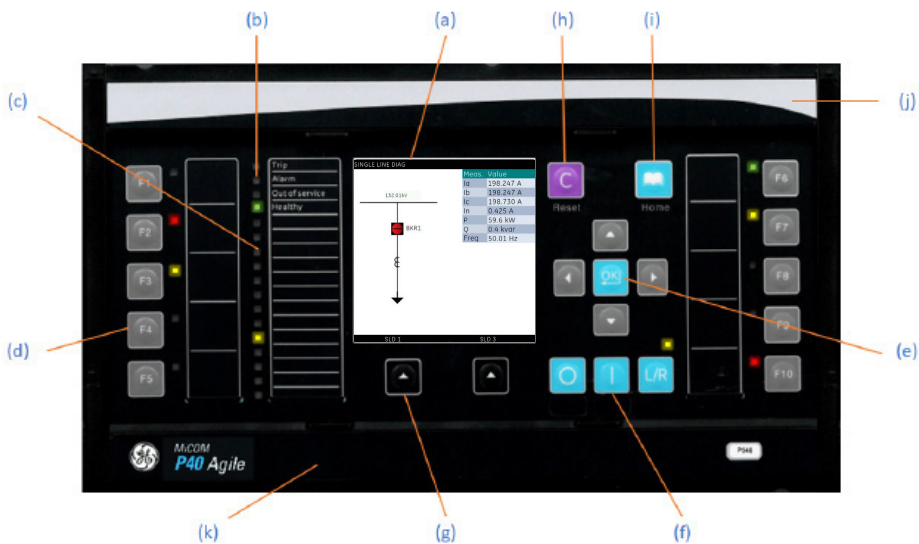 (b)
(a)
(h)
(i)
(c)
(j)
F1
F2
F3
F4
F5
Trip
Alarm
Out of service
Healthy
SINGLE LINE DIAG
132.01kV
BKR1
Meas. Value
Ia 198.247 A
Ib 198.247 A
Ic 198.730 A
In 0.425 A
P 59.6 kW
Q 0.4 kvar
Freq 50.01 Hz
SLD 1 SLD 3
C
Reset
Home
OK
L/R
F6
F7
F8
F9
F10
(d)
(e)
MiCOM
P40 Agile
P546
(k)
(g)
(f)